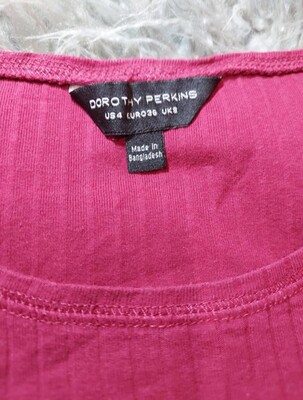 DOROTHY PERKINS
US4 EURO36 UK8
Made in
Bangladesh